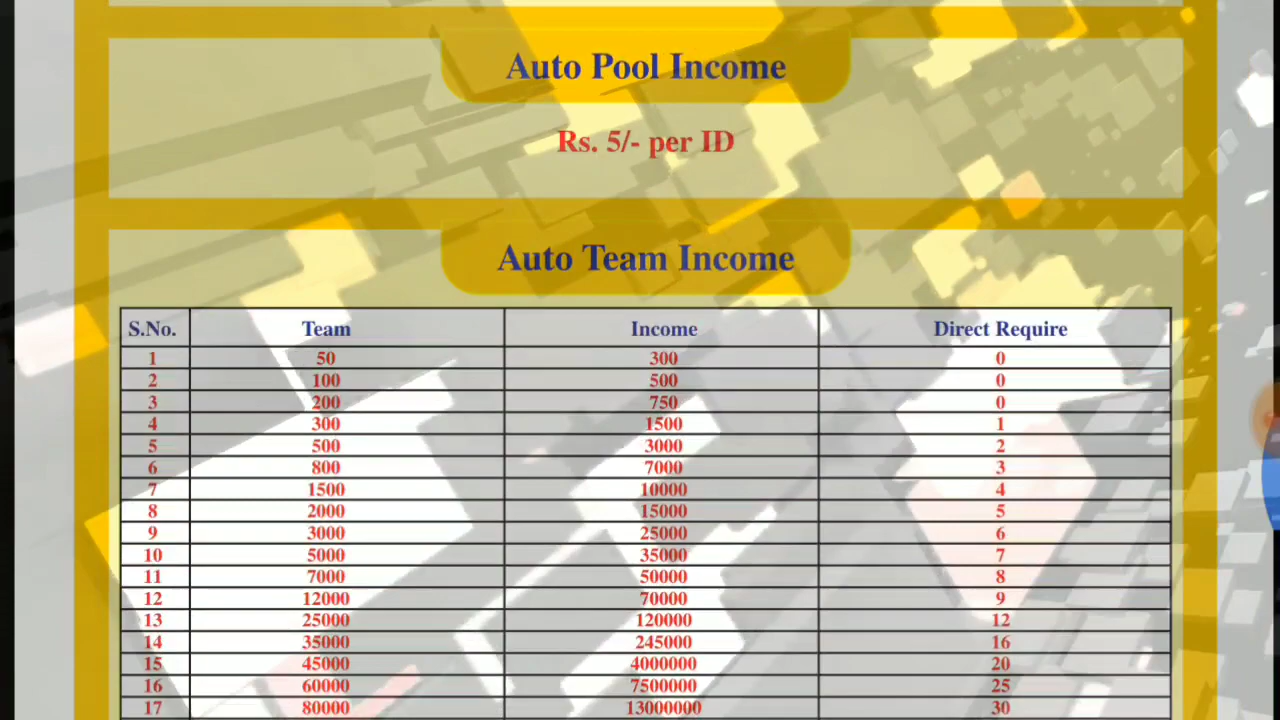 Auto Pool Income
Rs. 5/- per ID
Auto Team Income
S.No. Team Income Direct Require
1 50 300 0
2 100 500 0
3 200 750 0
4 300 1500 1
5 500 3000 2
6 800 7000 3
7 1500 10000 4
8 2000 15000 5
9 3000 25000 6
10 5000 35000 7
11 7000 50000 8
12 12000 70000 9
13 25000 120000 12
14 35000 245000 16
15 45000 4000000 20
16 60000 7500000 25
17 80000 13000000 30